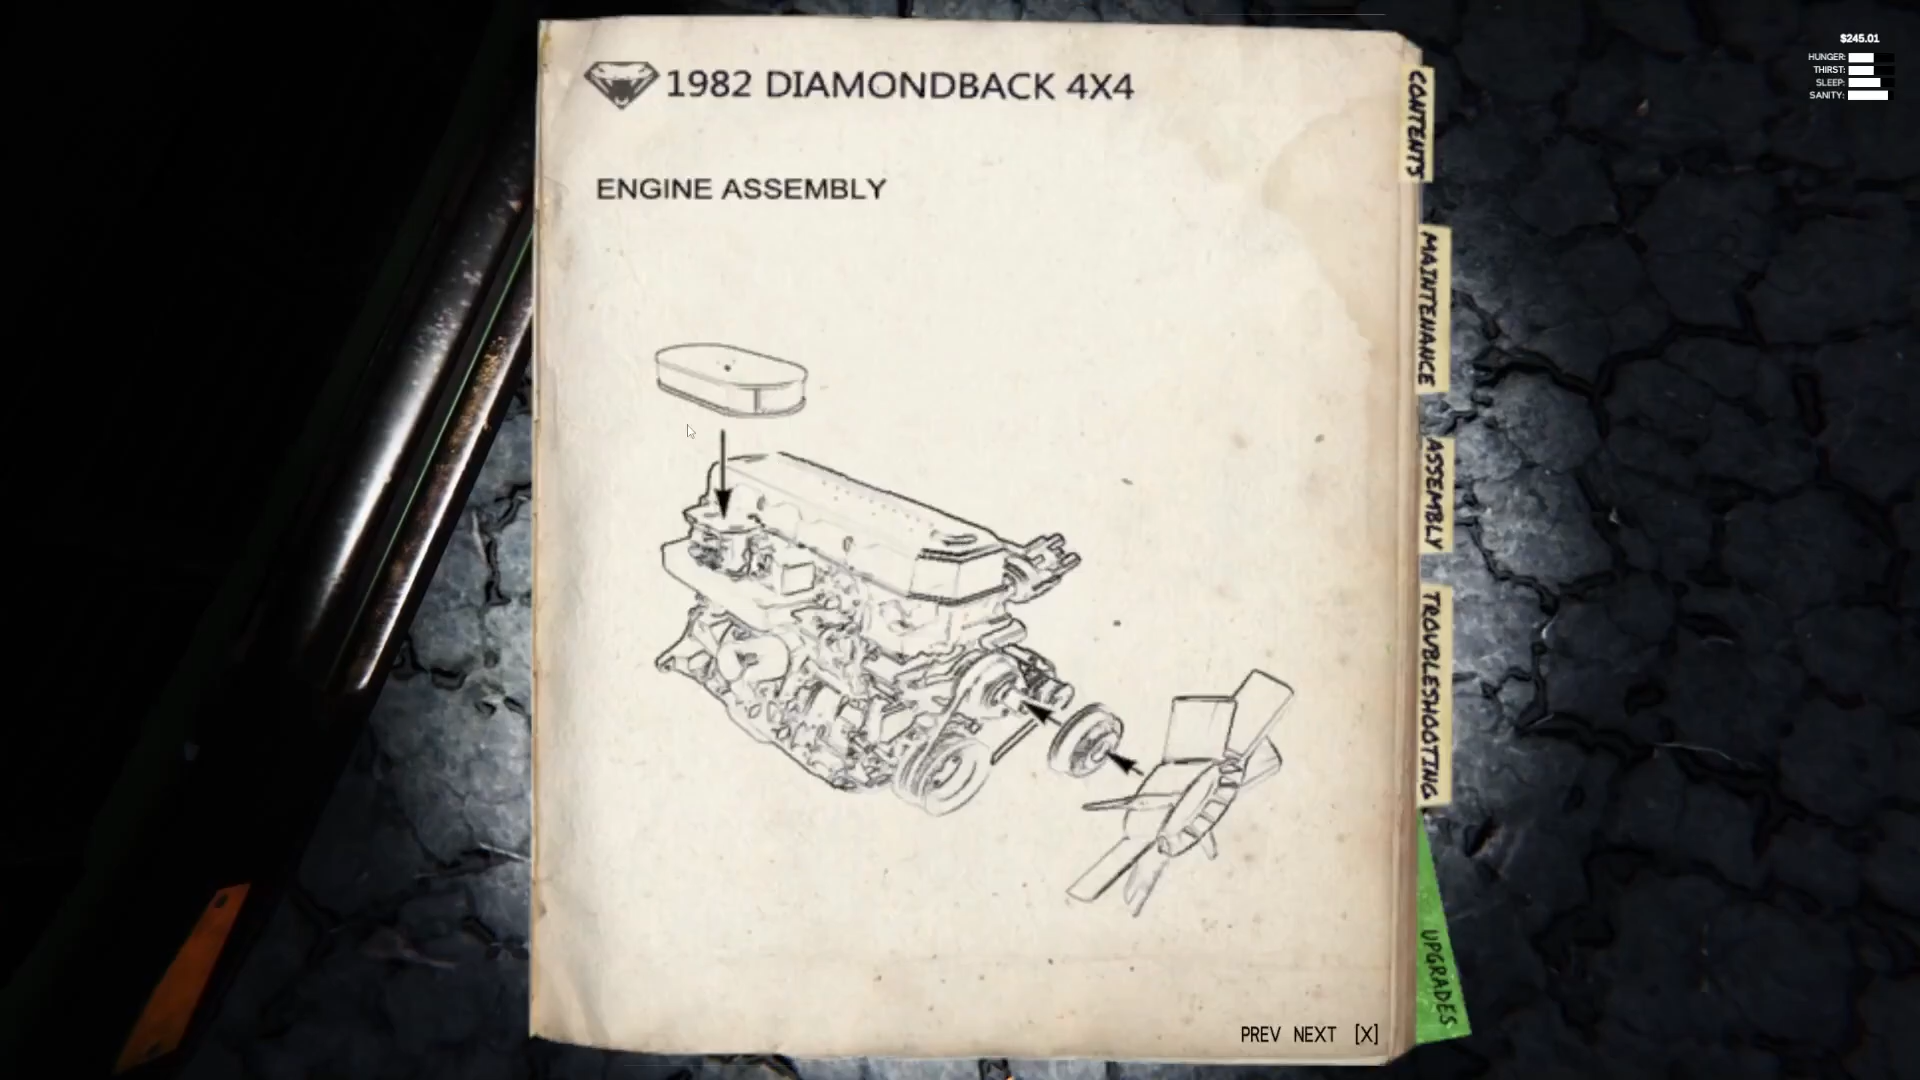 $245.01
HUNGER:
THIRST:
SLEEP:
SANITY:
1982 DIAMONDBACK 4X4
ENGINE ASSEMBLY
CONTENTS
MAINTENANCE
ASSEMBLY
TROUBLESHOOTING
UPGRADES
PREV NEXT [X]